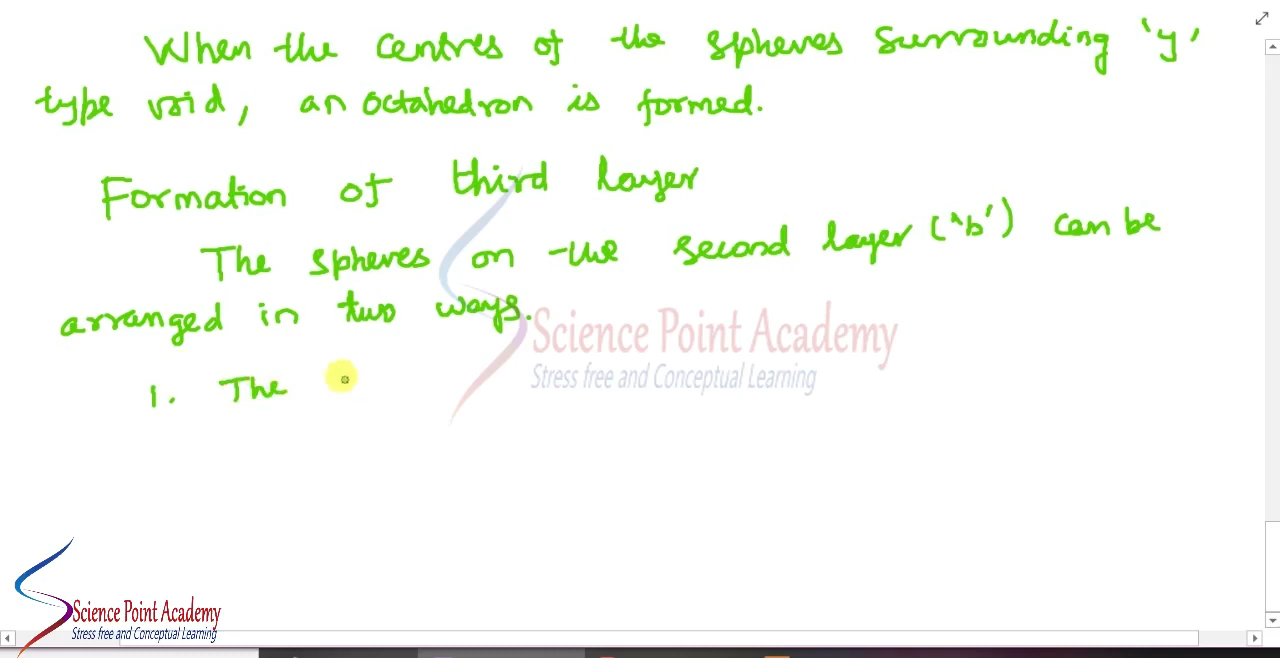 When the centres of the spheres surrounding 'y'
type void, an octahedron is formed.
Formation of third layer
The spheres on the second layer ('b') can be
arranged in two ways.
Science Point Academy
Stress free and Conceptual Learning
1. The
Science Point Academy
Stress free and Conceptual Learning